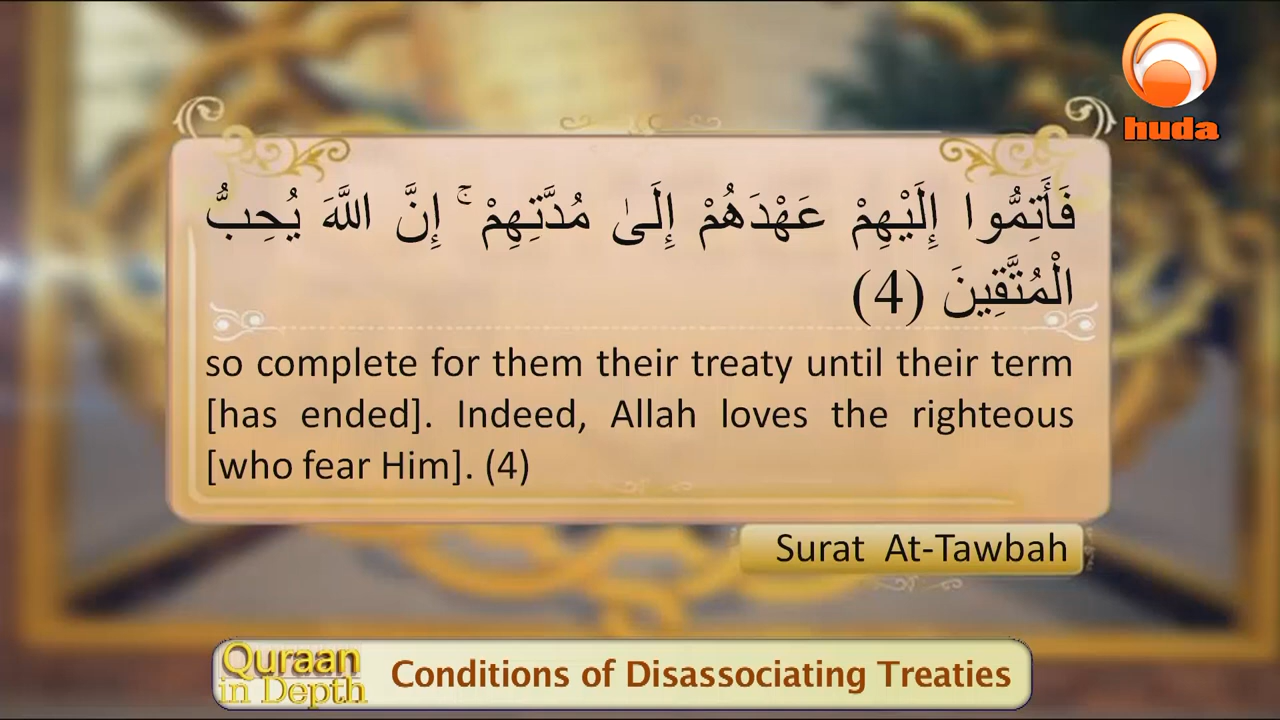 huda
فَأَتِمُّوا إِلَيْهِمْ عَهْدَهُمْ إِلَىٰ مُدَّتِهِمْ ۚ إِنَّ اللَّهَ يُحِبُّ
الْمُتَّقِينَ (4)
so complete for them their treaty until their term
[has ended]. Indeed, Allah loves the righteous
[who fear Him]. (4)
Surat At-Tawbah
Quraan
in Depth
Conditions of Disassociating Treaties